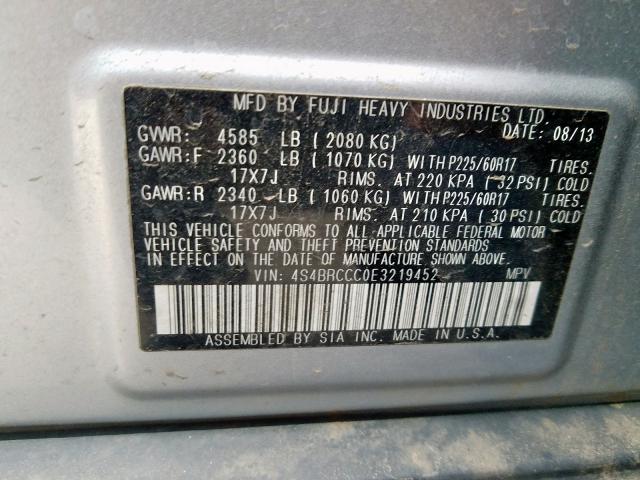 MFD BY FUJI HEAVY INDUSTRIES LTD.
GVWR: 4585 LB ( 2080 KG) DATE: 08/13
GAWR:F 2360 LB ( 1070 KG) WITHP225/60R17 TIRES.
17X7J RIMS. AT 220 KPA ( 32 PSI) COLD
GAWR:R 2340 LB ( 1060 KG) WITHP225/60R17 TIRES.
17X7J RIMS. AT 210 KPA ( 30 PSI) COLD
THIS VEHICLE CONFORMS TO ALL APPLICABLE FEDERAL MOTOR
VEHICLE SAFETY AND THEFT PREVENTION STANDARDS
IN EFFECT ON THE DATE OF MANUFACTURE SHOWN ABOVE.
VIN: 4S4BRCCC0E3219452 MPV
ASSEMBLED BY SIA INC. MADE IN U.S.A.